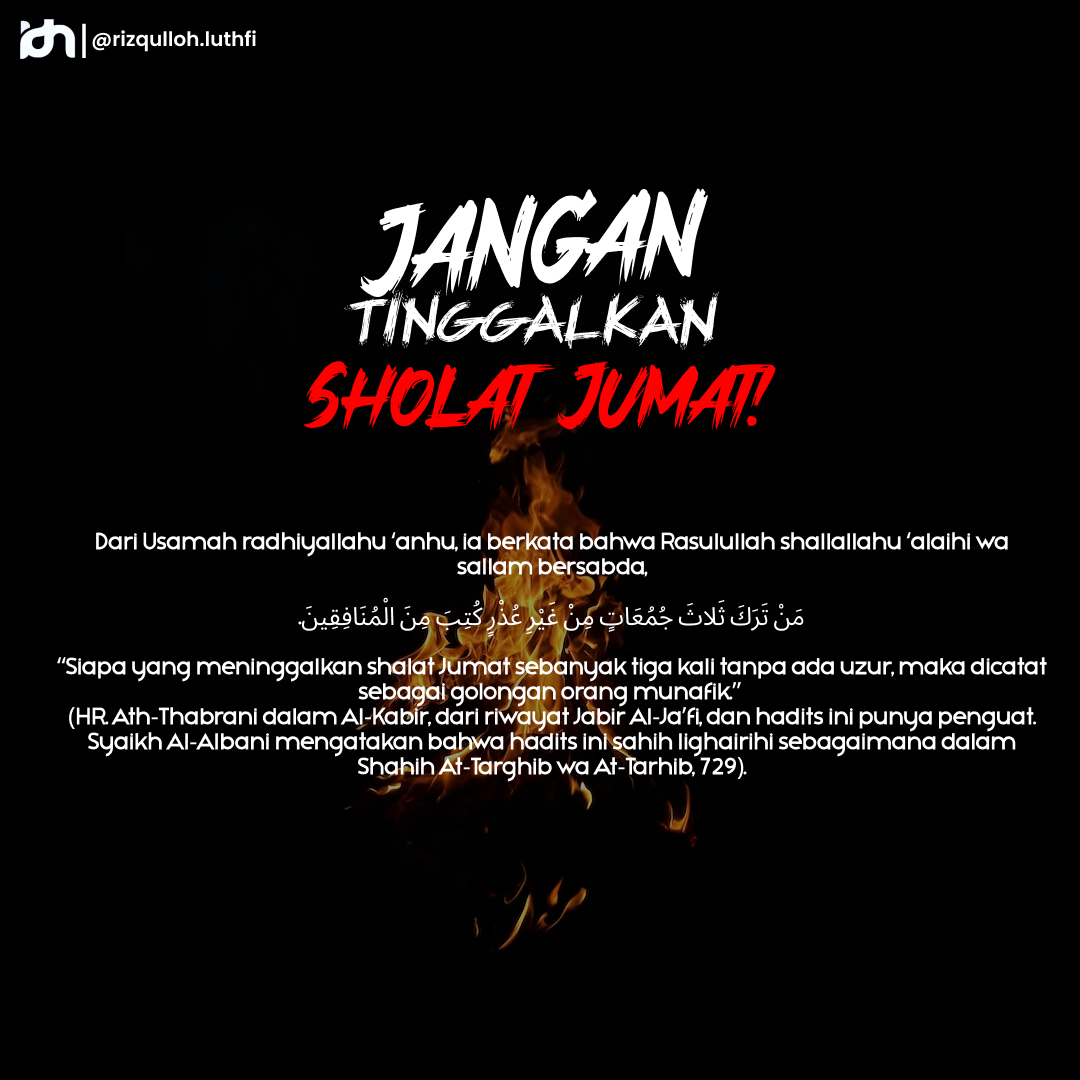 idn | @rizqulloh.luthfi
JANGAN
TINGGALKAN
SHOLAT JUMAT!
Dari Usamah radhiyallahu ‘anhu, ia berkata bahwa Rasulullah shallallahu ‘alaihi wa
sallam bersabda,
مَنْ تَرَكَ ثَلاثَ جُمُعَاتٍ مِنْ غَيْرِ عُذْرٍ كُتِبَ مِنَ الْمُنَافِقِينَ.
“Siapa yang meninggalkan shalat Jumat sebanyak tiga kali tanpa ada uzur, maka dicatat
sebagai golongan orang munafik.”
(HR. Ath-Thabrani dalam Al-Kabir, dari riwayat Jabir Al-Ja’fi, dan hadits ini punya penguat.
Syaikh Al-Albani mengatakan bahwa hadits ini sahih lighairihi sebagaimana dalam
Shahih At-Targhib wa At-Tarhib, 729).